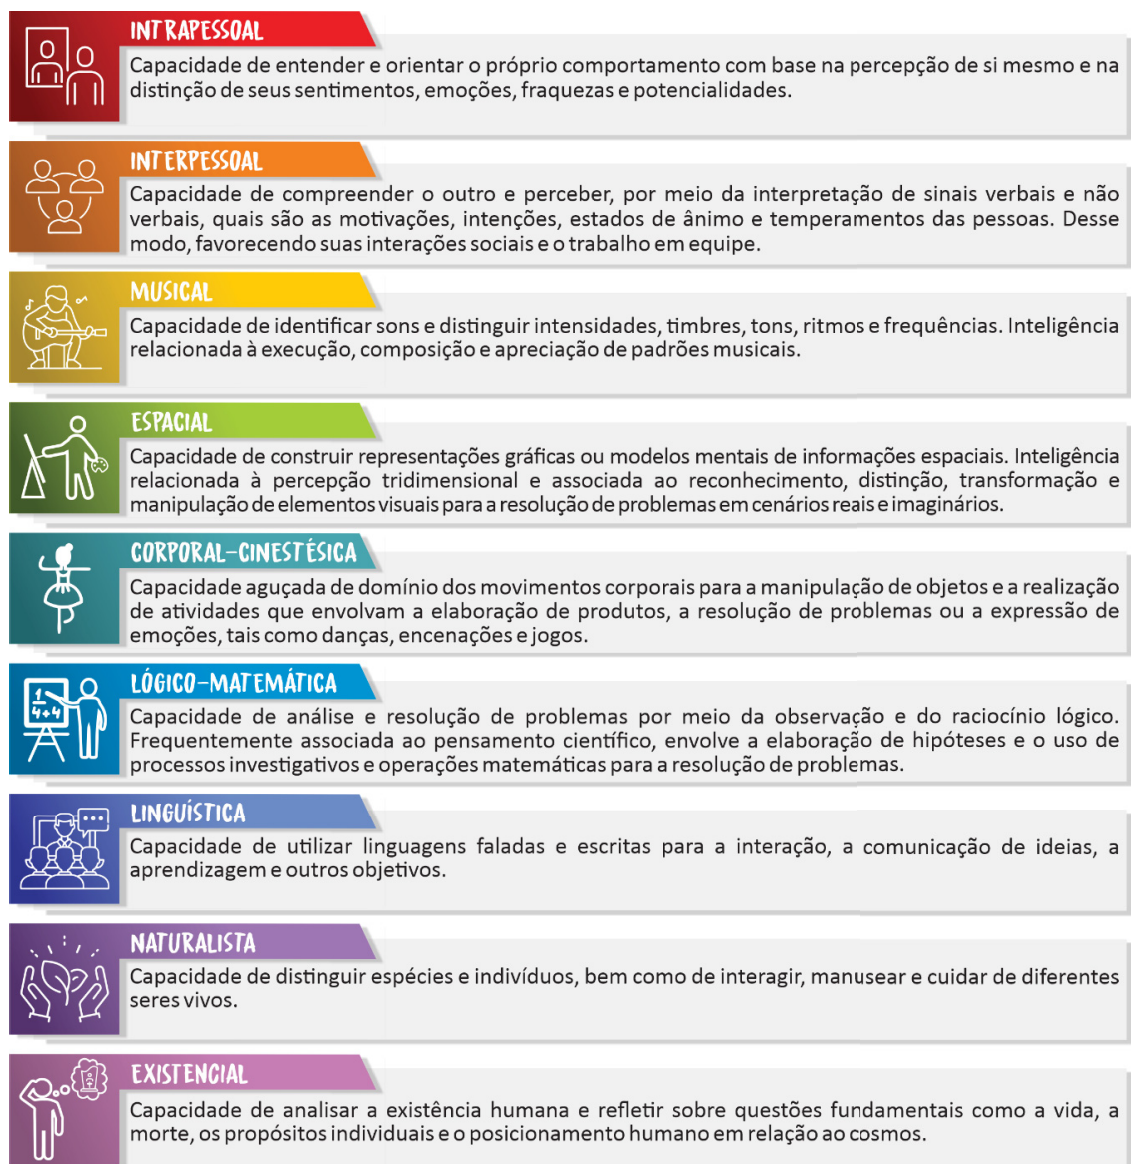 INTRAPESSOAL
Capacidade de entender e orientar o próprio comportamento com base na percepção de si mesmo e na
distinção de seus sentimentos, emoções, fraquezas e potencialidades.
INTERPESSOAL
Capacidade de compreender o outro e perceber, por meio da interpretação de sinais verbais e não
verbais, quais são as motivações, intenções, estados de ânimo e temperamentos das pessoas. Desse
modo, favorecendo suas interações sociais e o trabalho em equipe.
MUSICAL
Capacidade de identificar sons e distinguir intensidades, timbres, tons, ritmos e frequências. Inteligência
relacionada à execução, composição e apreciação de padrões musicais.
ESPACIAL
Capacidade de construir representações gráficas ou modelos mentais de informações espaciais. Inteligência
relacionada à percepção tridimensional e associada ao reconhecimento, distinção, transformação e
manipulação de elementos visuais para a resolução de problemas em cenários reais e imaginários.
CORPORAL-CINESTÉSICA
Capacidade aguçada de domínio dos movimentos corporais para a manipulação de objetos e a realização
de atividades que envolvam a elaboração de produtos, a resolução de problemas ou a expressão de
emoções, tais como danças, encenações e jogos.
1
4+4
LÓGICO-MATEMÁTICA
Capacidade de análise e resolução de problemas por meio da observação e do raciocínio lógico.
Frequentemente associada ao pensamento científico, envolve a elaboração de hipóteses e o uso de
processos investigativos e operações matemáticas para a resolução de problemas.
LINGUÍSTICA
Capacidade de utilizar linguagens faladas e escritas para a interação, a comunicação de ideias, a
aprendizagem e outros objetivos.
NATURALISTA
Capacidade de distinguir espécies e indivíduos, bem como de interagir, manusear e cuidar de diferentes
seres vivos.
EXISTENCIAL
Capacidade de analisar a existência humana e refletir sobre questões fundamentais como a vida, a
morte, os propósitos individuais e o posicionamento humano em relação ao cosmos.